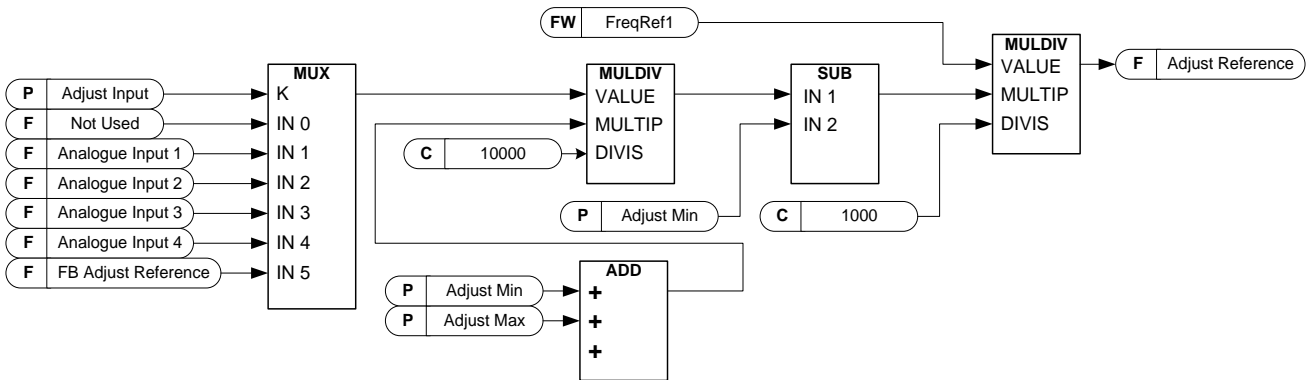 FW FreqRef1
MUX
P Adjust Input K
F Not Used IN 0
F Analogue Input 1 IN 1
F Analogue Input 2 IN 2
F Analogue Input 3 IN 3
F Analogue Input 4 IN 4
F FB Adjust Reference IN 5
MULDIV
VALUE
MULTIP
C 10000 DIVIS
SUB
IN 1
IN 2
P Adjust Min
C 1000
MULDIV
VALUE
MULTIP
DIVIS
F Adjust Reference
ADD
P Adjust Min +
P Adjust Max +
+